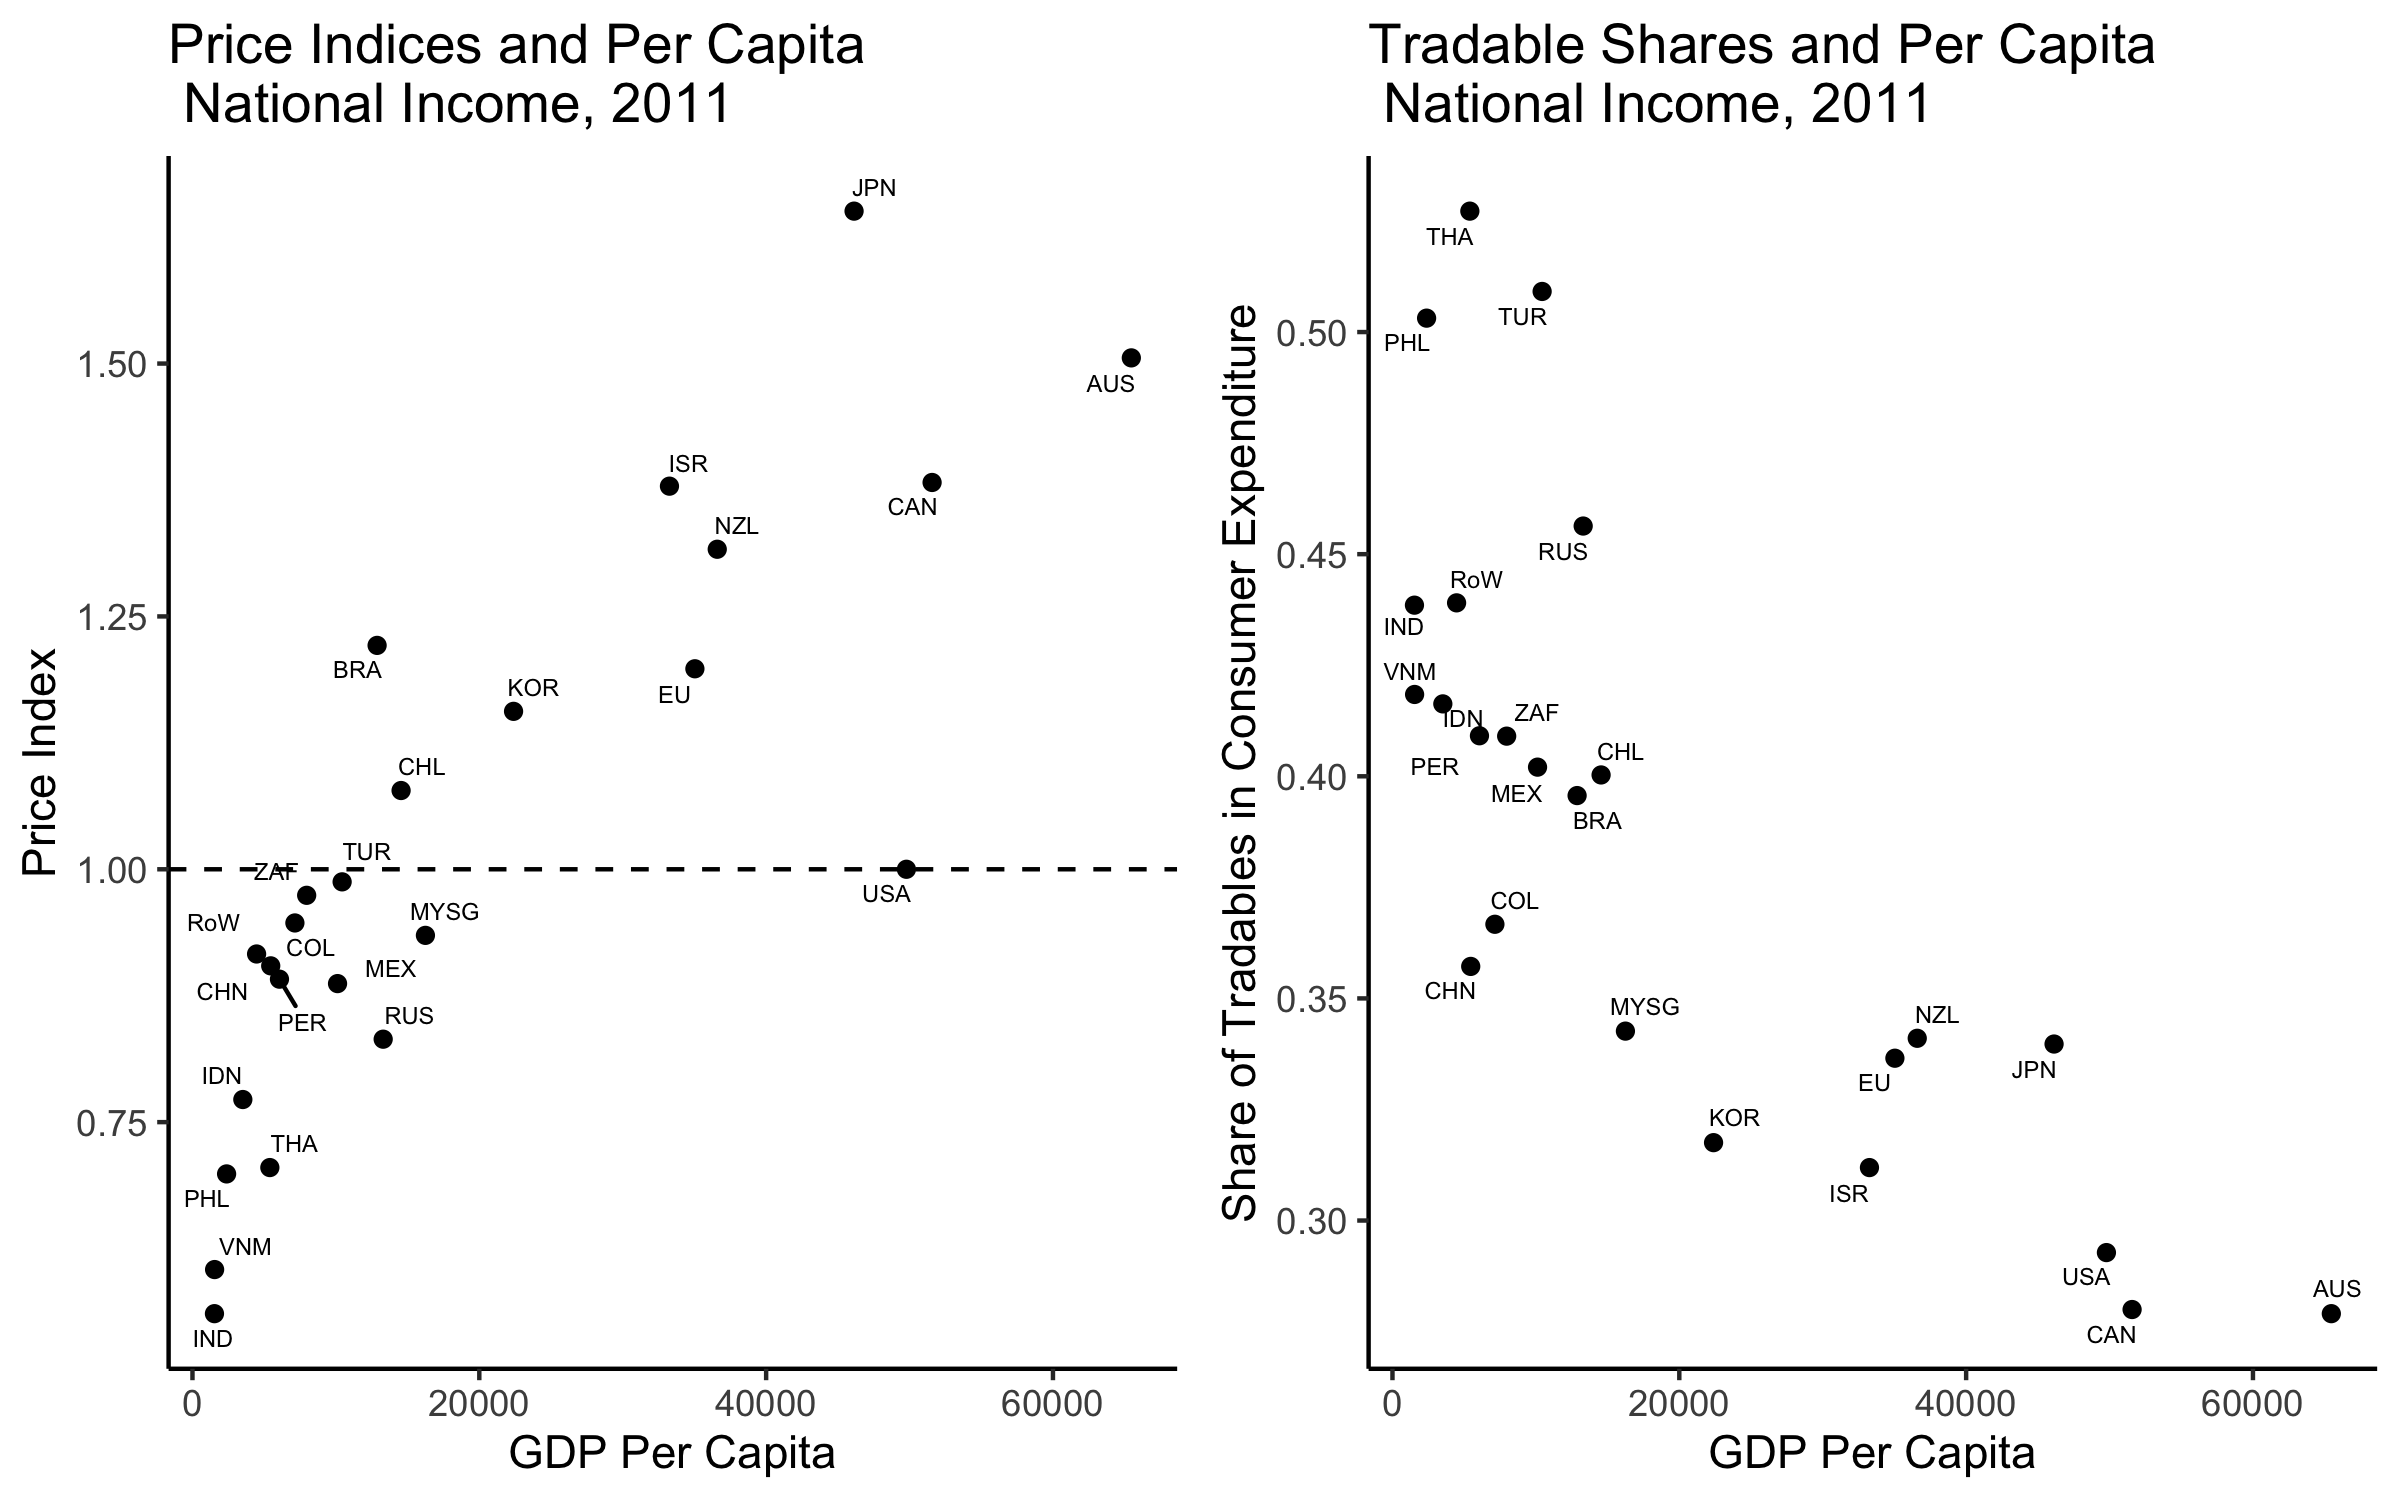 Price Indices and Per Capita
National Income, 2011
Price Index
1.50
1.25
1.00
0.75
JPN
AUS
ISR
CAN
NZL
BRA
EU
KOR
CHL
TUR
ZAF
USA
MYSG
RoW
COL
MEX
CHN
PER
RUS
IDN
THA
PHL
VNM
IND
0
20000
40000
60000
GDP Per Capita
Tradable Shares and Per Capita
National Income, 2011
Share of Tradables in Consumer Expenditure
0.50
0.45
0.40
0.35
0.30
THA
TUR
PHL
RUS
RoW
IND
VNM
IDN
ZAF
PER
CHL
MEX
BRA
COL
CHN
MYSG
NZL
JPN
EU
KOR
ISR
USA
AUS
CAN
0
20000
40000
60000
GDP Per Capita